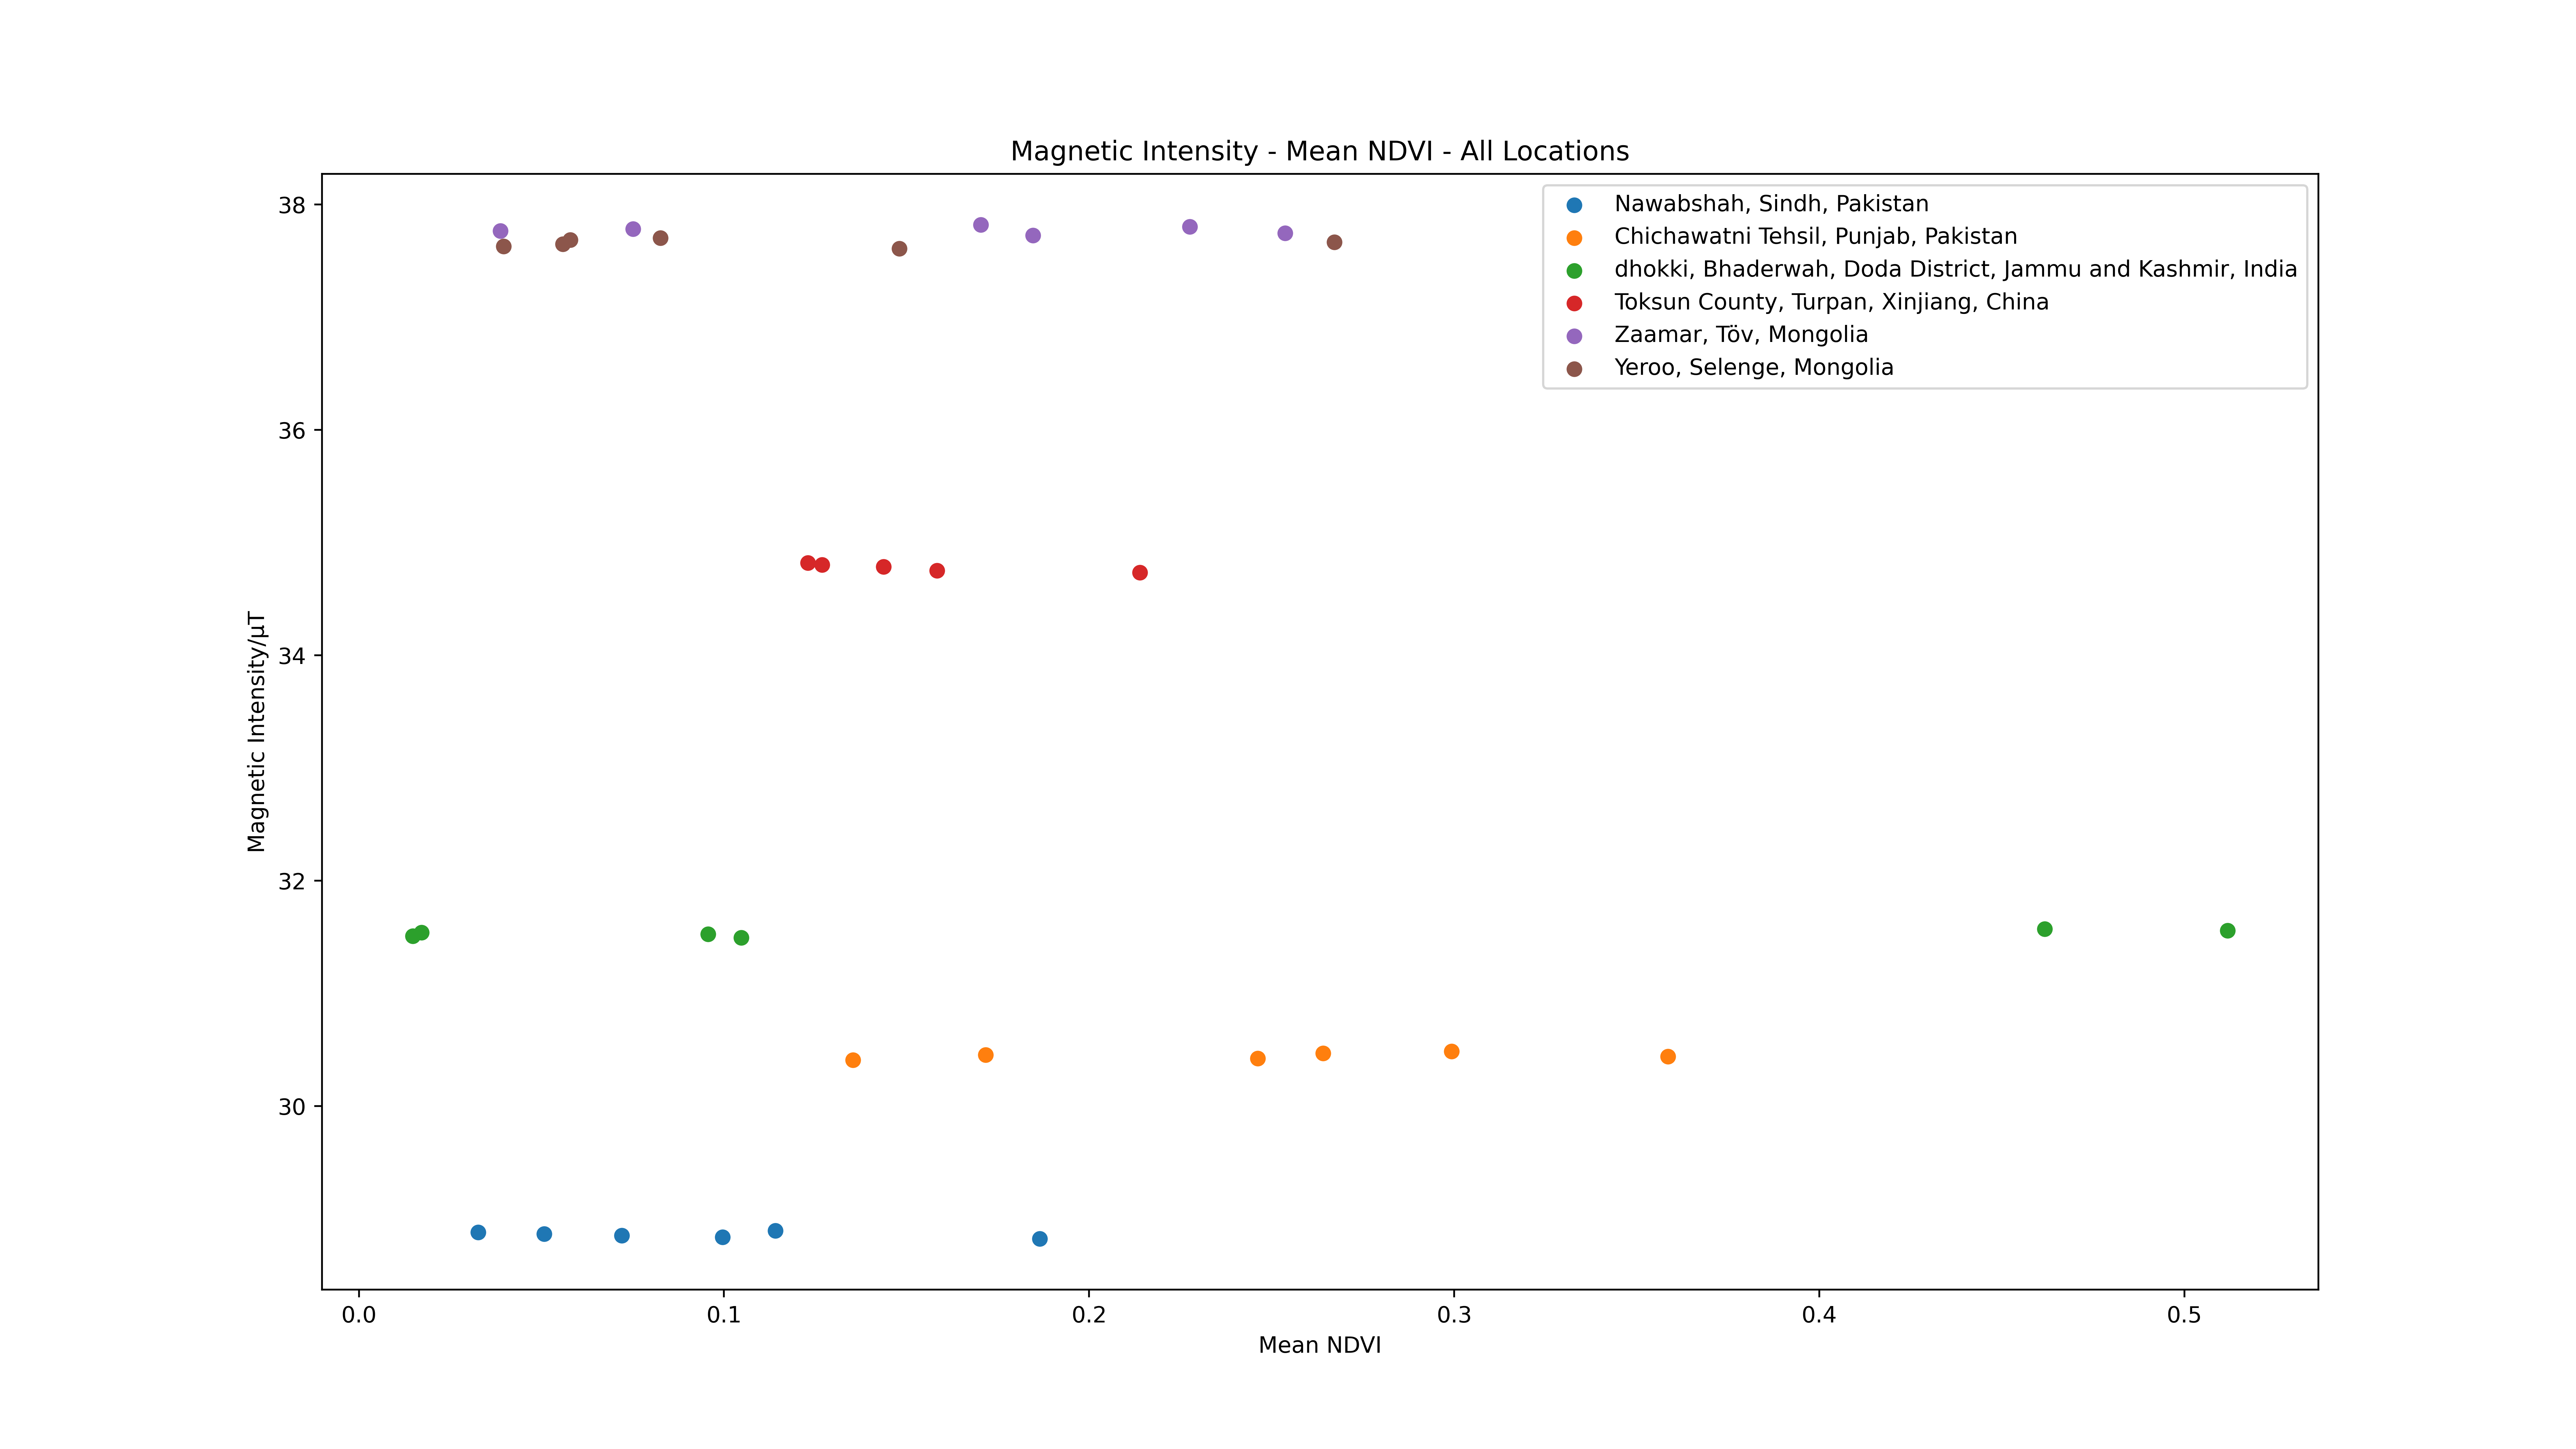 Magnetic Intensity - Mean NDVI - All Locations
Nawabshah, Sindh, Pakistan
Chichawatni Tehsil, Punjab, Pakistan
dhokki, Bhaderwah, Doda District, Jammu and Kashmir, India
Toksun County, Turpan, Xinjiang, China
Zaamar, Töv, Mongolia
Yeroo, Selenge, Mongolia
Magnetic Intensity/µT
38
36
34
32
30
0.0 0.1 0.2 0.3 0.4 0.5
Mean NDVI